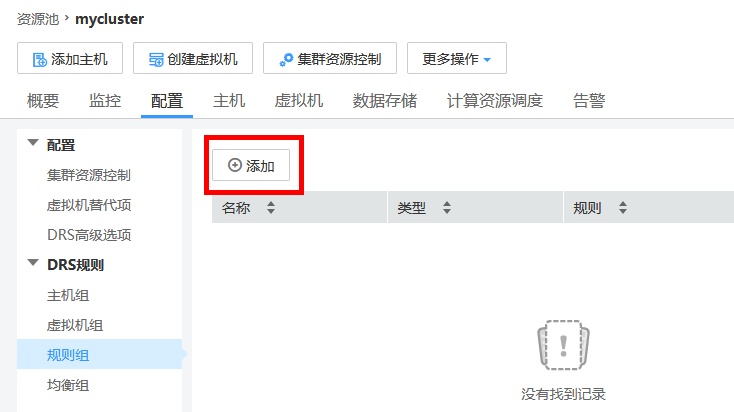 资源池 › mycluster
添加主机 创建虚拟机 集群资源控制 更多操作
概要 监控 配置 主机 虚拟机 数据存储 计算资源调度 告警
配置
集群资源控制
虚拟机替代项
DRS高级选项
DRS规则
主机组
虚拟机组
规则组
均衡组
添加
名称 类型 规则
没有找到记录